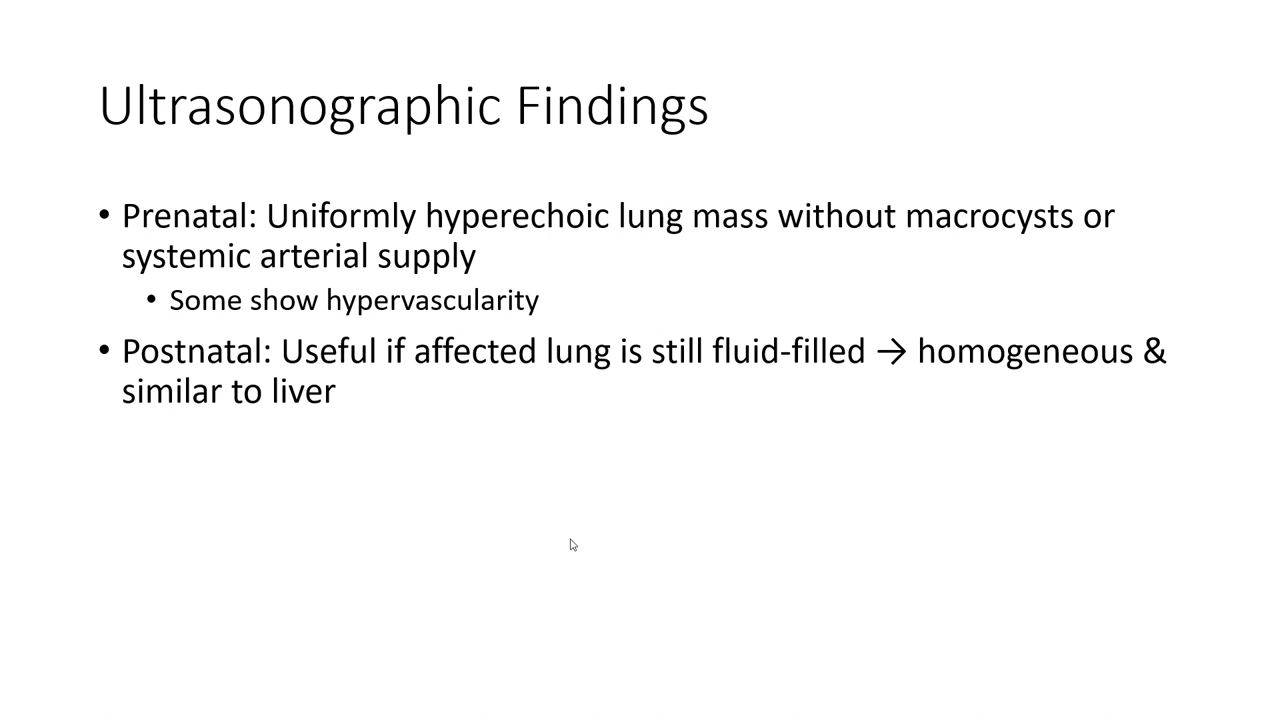 Ultrasonographic Findings
• Prenatal: Uniformly hyperechoic lung mass without macrocysts or
systemic arterial supply
• Some show hypervascularity
• Postnatal: Useful if affected lung is still fluid-filled → homogeneous &
similar to liver